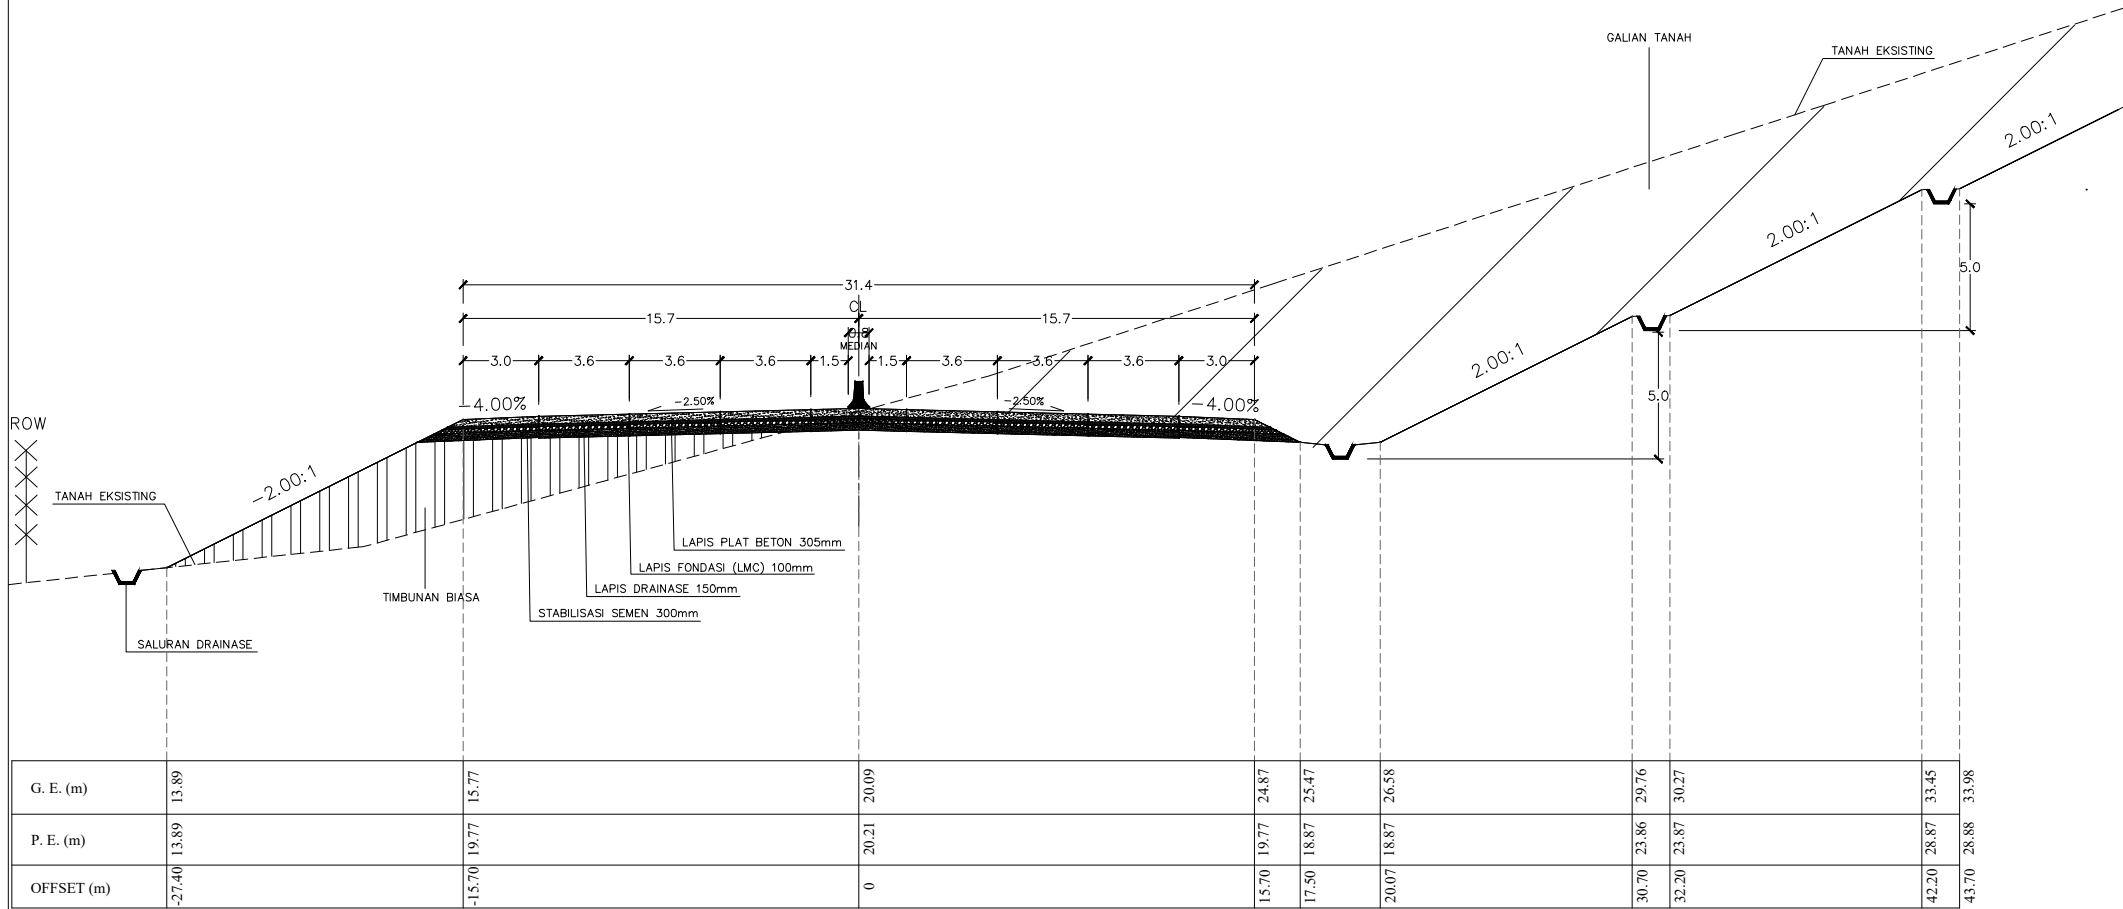 GALIAN TANAH
TANAH EKSISTING
2.00:1
2.00:1
5.0
31.4
CL
15.7
15.7
0.8
MEDIAN
3.0
3.6
3.6
3.6
1.5
1.5
3.6
3.6
3.6
3.0
2.00:1
5.0
-4.00%
-2.50%
-2.50%
-4.00%
ROW
-2.00:1
TANAH EKSISTING
LAPIS PLAT BETON 305mm
LAPIS FONDASI (LMC) 100mm
LAPIS DRAINASE 150mm
TIMBUNAN BIASA
STABILISASI SEMEN 300mm
SALURAN DRAINASE
G. E. (m) 13.89 15.77 20.09 24.87 25.47 26.58 29.76 30.27 33.45 33.98
P. E. (m) 13.89 19.77 20.21 19.77 18.87 18.87 23.86 23.87 28.87 28.88
OFFSET (m) -27.40 -15.70 0 15.70 17.50 20.07 30.70 32.20 42.20 43.70